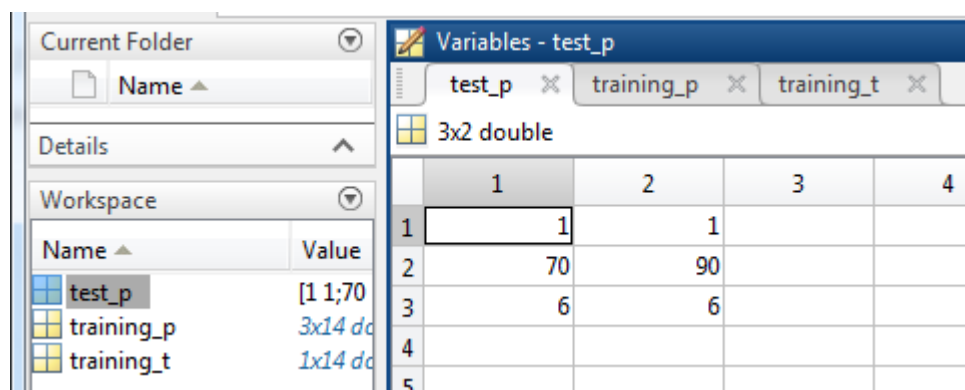 Current Folder
Name
Details
Workspace
Name Value
test_p [1 1;70
training_p 3x14 do
training_t 1x14 do
Variables - test_p
test_p training_p training_t
3x2 double
1 2 3 4
1 1 1
2 70 90
3 6 6
4
5